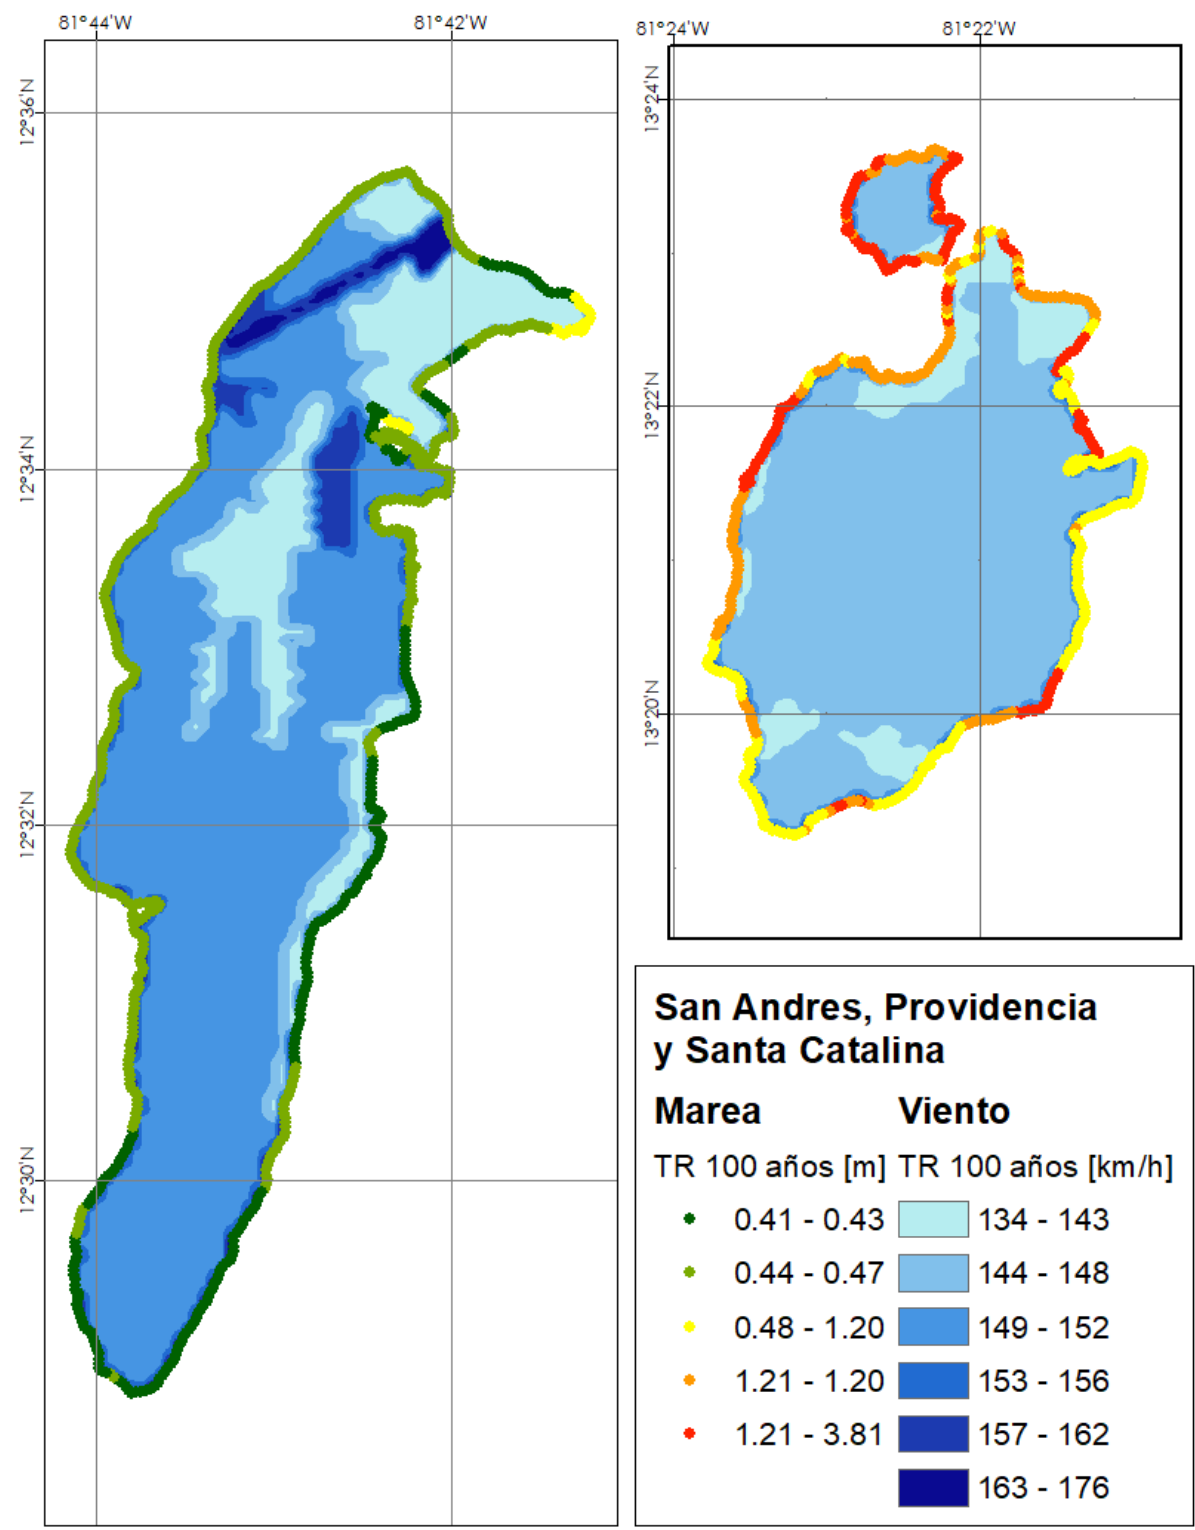 81°44'W
81°42'W
12°36'N
12°34'N
12°32'N
12°30'N
81°24'W
81°22'W
13°24'N
13°22'N
13°20'N
San Andres, Providencia
y Santa Catalina
Marea Viento
TR 100 años [m] TR 100 años [km/h]
0.41 - 0.43 134 - 143
0.44 - 0.47 144 - 148
0.48 - 1.20 149 - 152
1.21 - 1.20 153 - 156
1.21 - 3.81 157 - 162
163 - 176